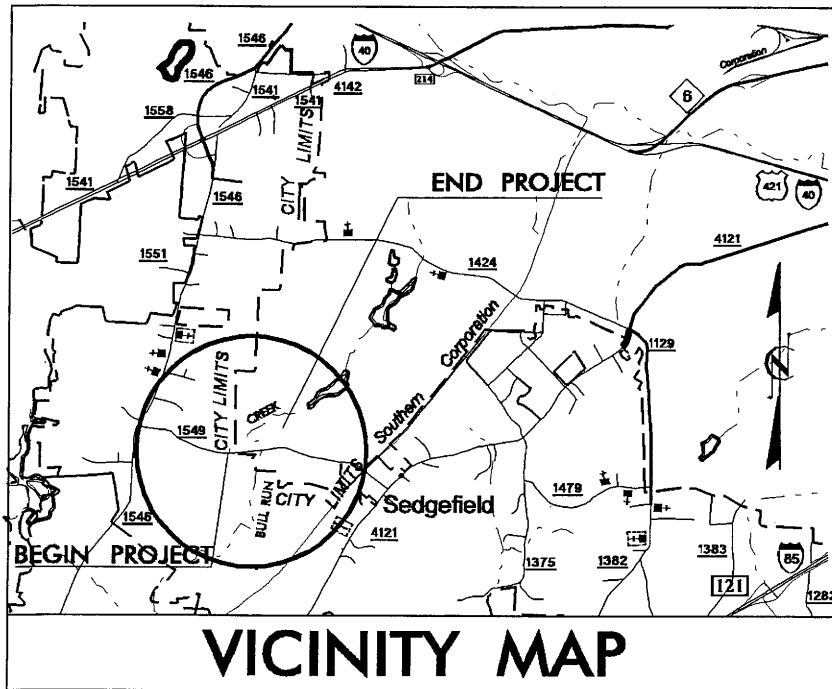 1546
40
Corporation
1546
214
1541
1541
4142
6
1558
CITY LIMITS
1541
END PROJECT
421
40
1546
4121
1551
1424
Southern Corporation
1129
CITY LIMITS
CREEK
1549
BULL RUN
CITY LIMITS
1479
Sedgefield
1546
4121
BEGIN PROJECT
1375
1382
1383
85
121
1283
VICINITY MAP